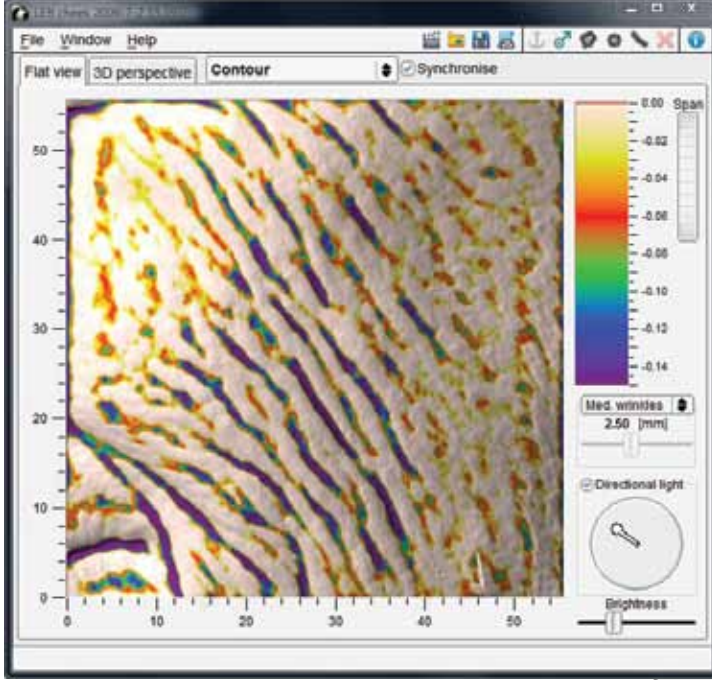 File Window Help
Flat view 3D perspective Contour Synchronise
Span
0.00
-0.02
-0.04
-0.06
-0.08
-0.10
-0.12
-0.14
50
40
30
20
10
0
0 10 20 30 40 50
Med. wrinkles
2.50 [mm]
Directional light
Brightness